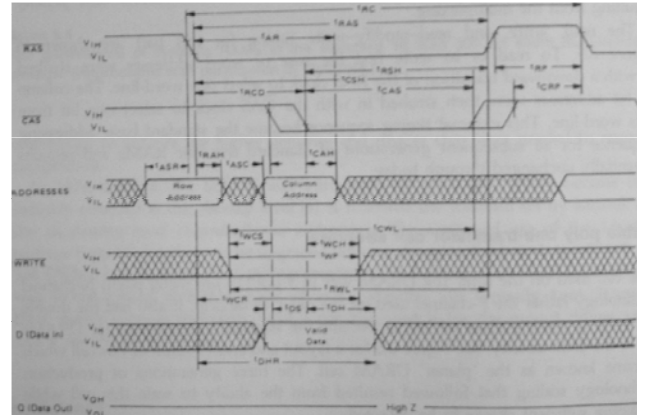 tRC
tRAS
tAR
RAS VIH
VIL
tRSH tRP
tCSH
tRCD tCAS tCRP
CAS VIH
VIL
tASR tRAH tASC tCAH
ADDRESSES VIH Row Address Column Address
VIL
tCWL
tWCS tWCH
WRITE VIH tWP
VIL
tRWL
tWCR
tDS tDH
D (Data In) VIH Valid Data
VIL
tDHR
Q (Data Out) VOH High Z
VOL